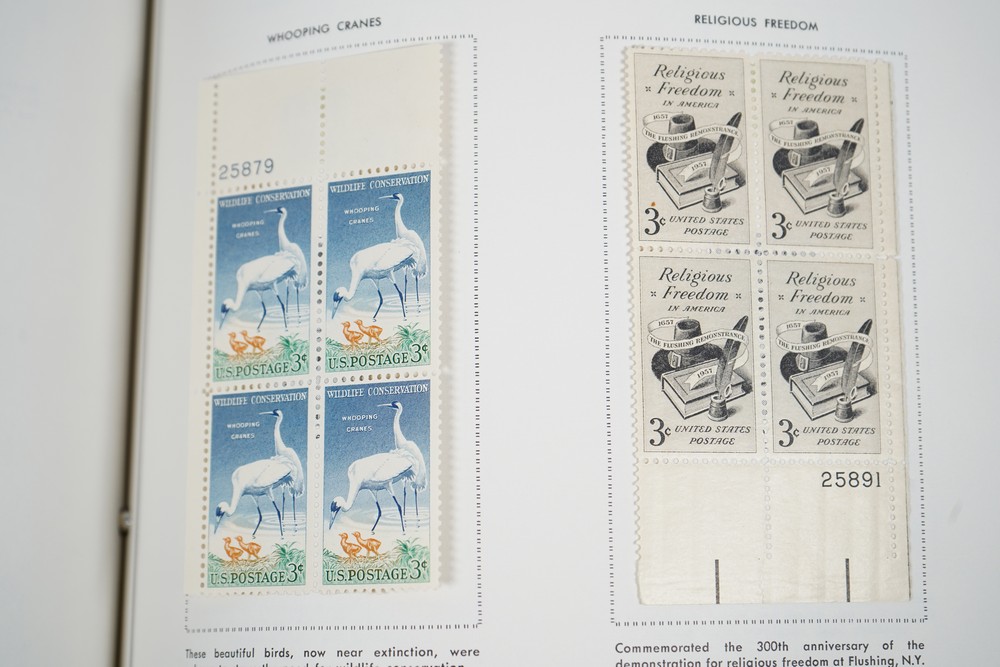 WHOOPING CRANES
25879
WILDLIFE CONSERVATION
WHOOPING
CRANES
U.S.POSTAGE 3¢
WILDLIFE CONSERVATION
WHOOPING
CRANES
U.S.POSTAGE 3¢
WILDLIFE CONSERVATION
WHOOPING
CRANES
U.S.POSTAGE 3¢
WILDLIFE CONSERVATION
WHOOPING
CRANES
U.S.POSTAGE 3¢
These beautiful birds, now near extinction, were
RELIGIOUS FREEDOM
Religious
Freedom
IN AMERICA
1657
THE FLUSHING REMONSTRANCE
1957
3¢ UNITED STATES
POSTAGE
Religious
Freedom
IN AMERICA
1657
THE FLUSHING REMONSTRANCE
1957
3¢ UNITED STATES
POSTAGE
Religious
Freedom
IN AMERICA
1657
THE FLUSHING REMONSTRANCE
1957
3¢ UNITED STATES
POSTAGE
Religious
Freedom
IN AMERICA
1657
THE FLUSHING REMONSTRANCE
1957
3¢ UNITED STATES
POSTAGE
25891
Commemorated the 300th anniversary of the
demonstration for religious freedom at Flushing, N.Y.